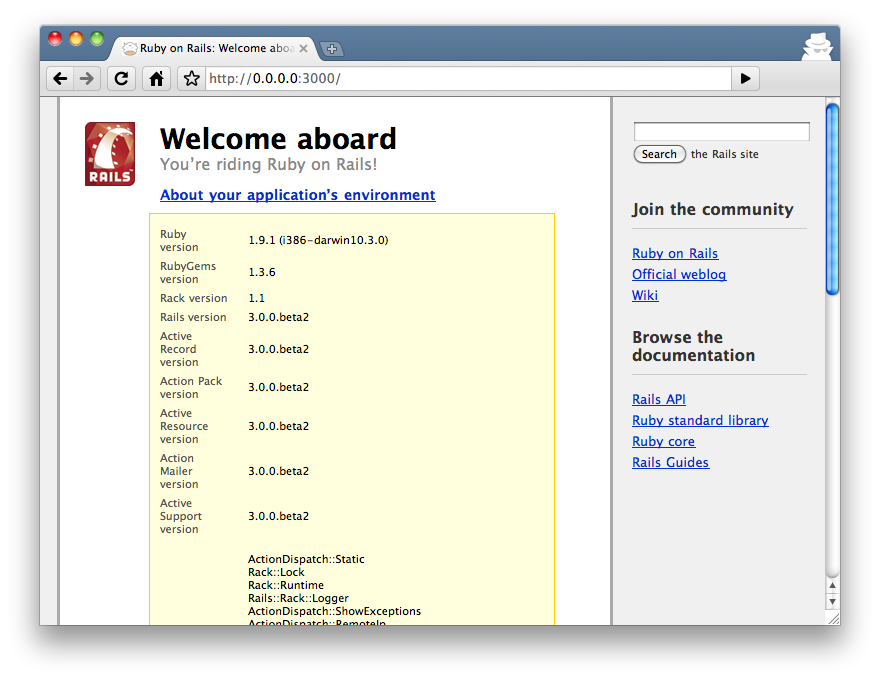 Ruby on Rails: Welcome aboa
http://0.0.0.0:3000/
RAILS
Welcome aboard
You're riding Ruby on Rails!
About your application's environment
Ruby
version
1.9.1 (i386-darwin10.3.0)
RubyGems
version
1.3.6
Rack version 1.1
Rails version 3.0.0.beta2
Active
Record
version
3.0.0.beta2
Action Pack
version
3.0.0.beta2
Active
Resource
version
3.0.0.beta2
Action
Mailer
version
3.0.0.beta2
Active
Support
version
3.0.0.beta2
ActionDispatch::Static
Rack::Lock
Rack::Runtime
Rails::Rack::Logger
ActionDispatch::ShowExceptions
ActionDispatch::RemoteIp
Search the Rails site
Join the community
Ruby on Rails
Official weblog
Wiki
Browse the
documentation
Rails API
Ruby standard library
Ruby core
Rails Guides